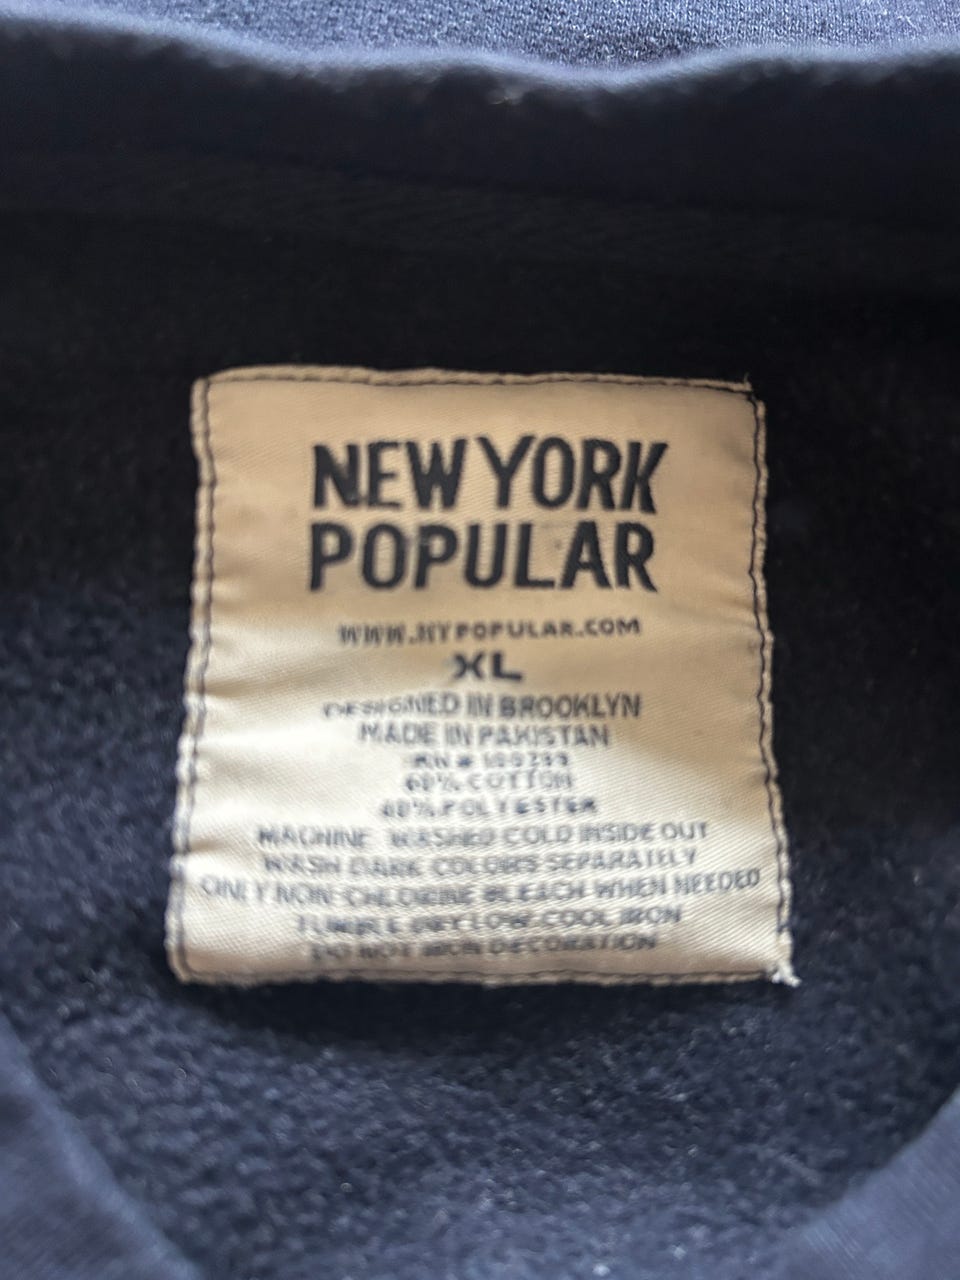 NEW YORK
POPULAR
WWW.NYPOPULAR.COM
XL
DESIGNED IN BROOKLYN
MADE IN PAKISTAN
RN #
60% COTTON
40% POLYESTER
MACHINE WASHED COLD INSIDE OUT
WASH DARK COLORS SEPARATELY
ONLY NON-CHLORINE BLEACH WHEN NEEDED
TUMBLE DRY LOW. COOL IRON
DO NOT IRON DECORATION